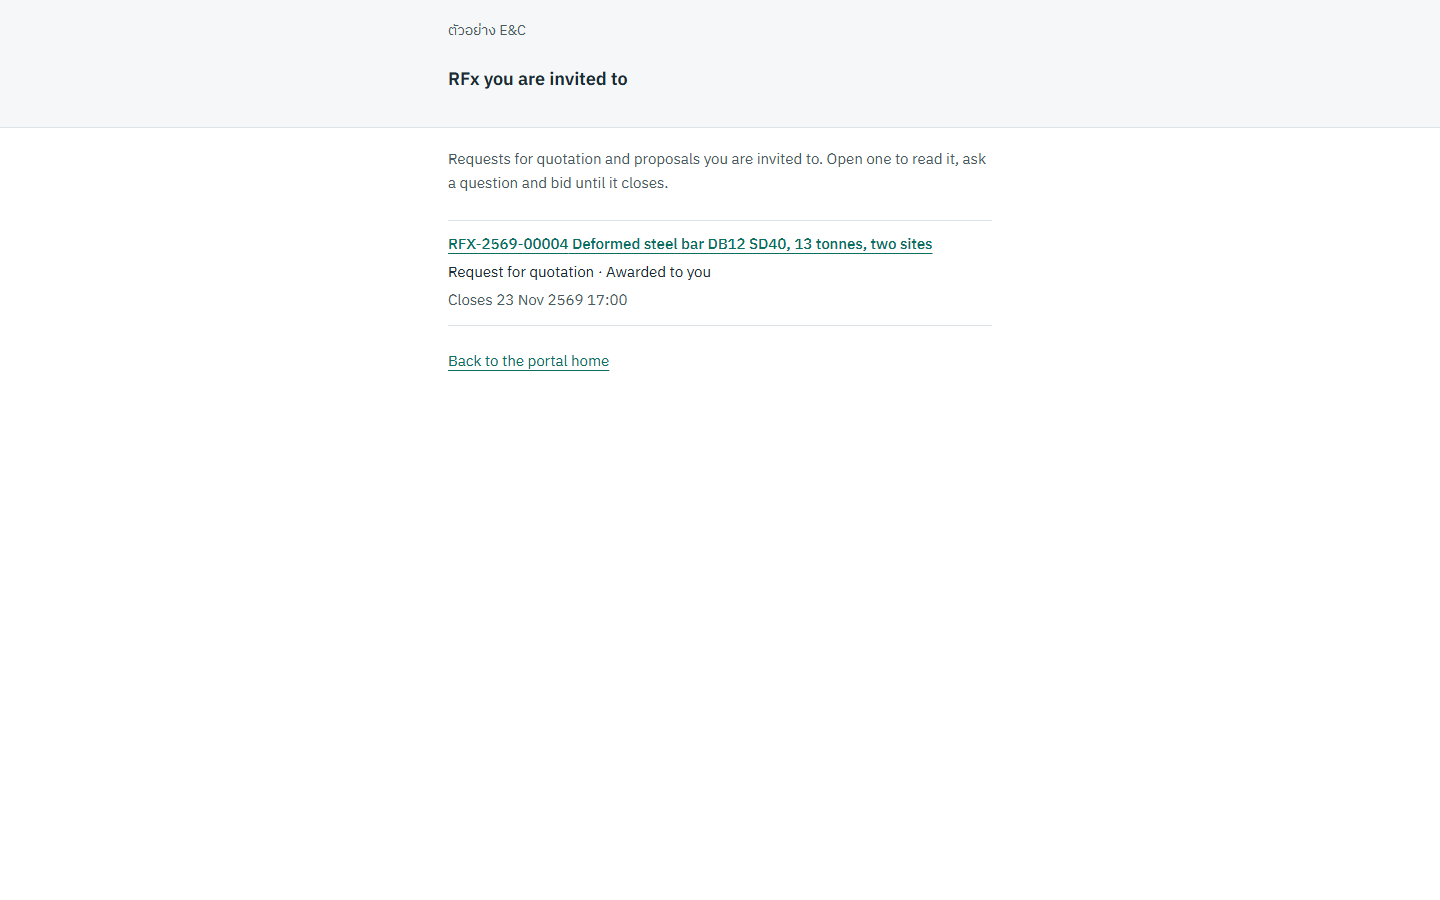 ตัวอย่าง E&C
RFx you are invited to
Requests for quotation and proposals you are invited to. Open one to read it, ask
a question and bid until it closes.
RFX-2569-00004 Deformed steel bar DB12 SD40, 13 tonnes, two sites
Request for quotation · Awarded to you
Closes 23 Nov 2569 17:00
Back to the portal home